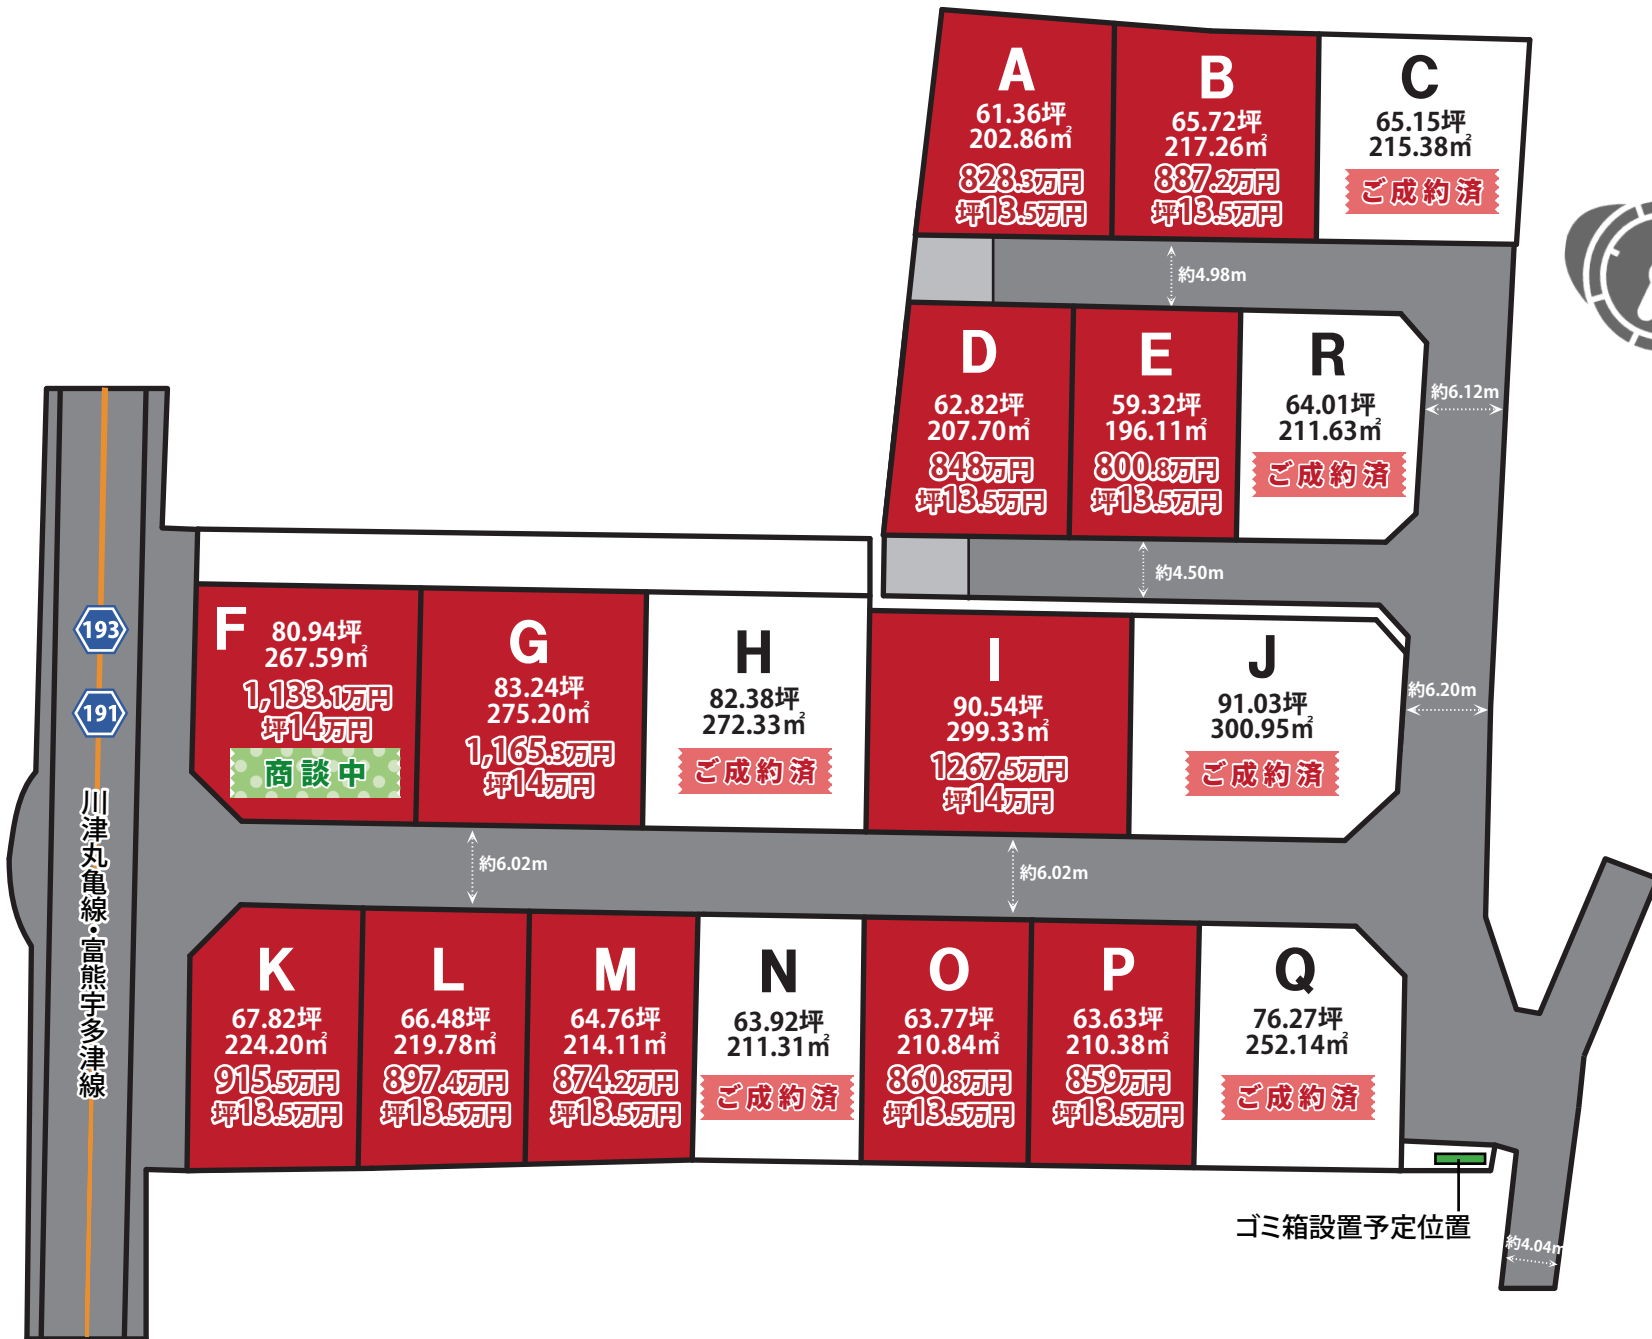 A
61.36坪
202.86㎡
828.3万円
坪13.5万円
B
65.72坪
217.26㎡
887.2万円
坪13.5万円
C
65.15坪
215.38㎡
ご成約済
約4.98m
D
62.82坪
207.70㎡
848万円
坪13.5万円
E
59.32坪
196.11㎡
800.8万円
坪13.5万円
R
64.01坪
211.63㎡
ご成約済
約6.12m
約4.50m
193
191
川津丸亀線・富熊宇多津線
F
80.94坪
267.59㎡
1,133.1万円
坪14万円
商談中
G
83.24坪
275.20㎡
1,165.3万円
坪14万円
H
82.38坪
272.33㎡
ご成約済
I
90.54坪
299.33㎡
1267.5万円
坪14万円
J
91.03坪
300.95㎡
ご成約済
約6.20m
約6.02m
約6.02m
K
67.82坪
224.20㎡
915.5万円
坪13.5万円
L
66.48坪
219.78㎡
897.4万円
坪13.5万円
M
64.76坪
214.11㎡
874.2万円
坪13.5万円
N
63.92坪
211.31㎡
ご成約済
O
63.77坪
210.84㎡
860.8万円
坪13.5万円
P
63.63坪
210.38㎡
859万円
坪13.5万円
Q
76.27坪
252.14㎡
ご成約済
ゴミ箱設置予定位置
約4.04m